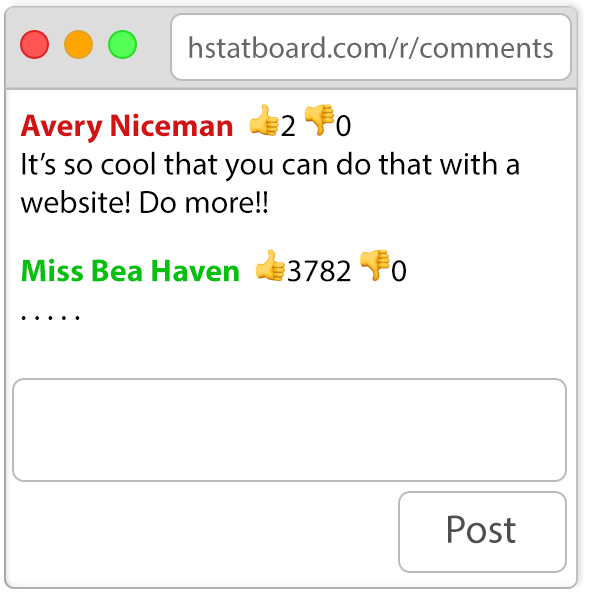 hstatboard.com/r/comments
Avery Niceman 👍2 👎0
It’s so cool that you can do that with a
website! Do more!!
Miss Bea Haven 👍3782 👎0
. . . . .
Post